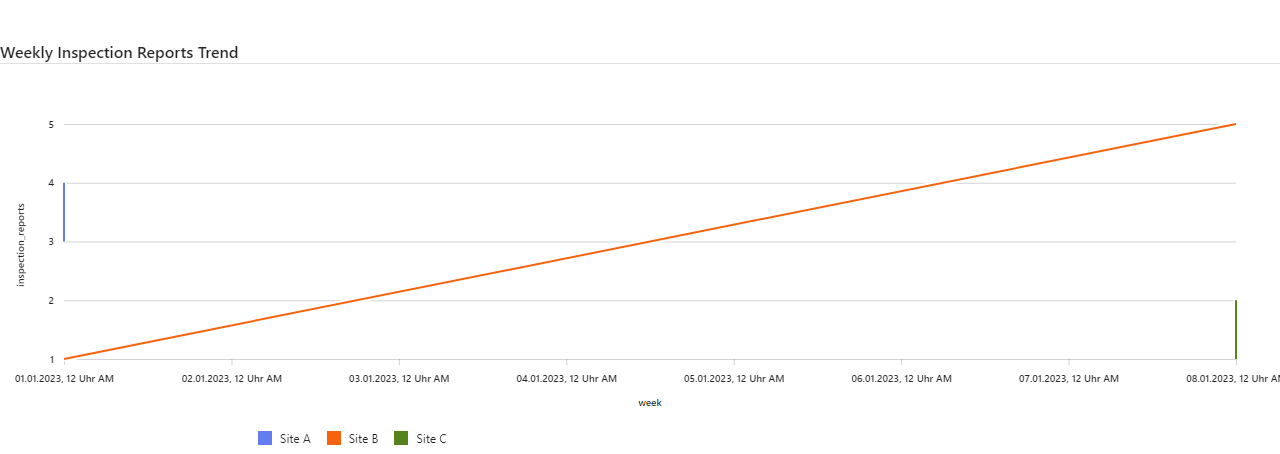 Weekly Inspection Reports Trend
5
4
3
2
1
inspection_reports
01.01.2023, 12 Uhr AM 02.01.2023, 12 Uhr AM 03.01.2023, 12 Uhr AM 04.01.2023, 12 Uhr AM 05.01.2023, 12 Uhr AM 06.01.2023, 12 Uhr AM 07.01.2023, 12 Uhr AM 08.01.2023, 12 Uhr AM
week
Site A Site B Site C